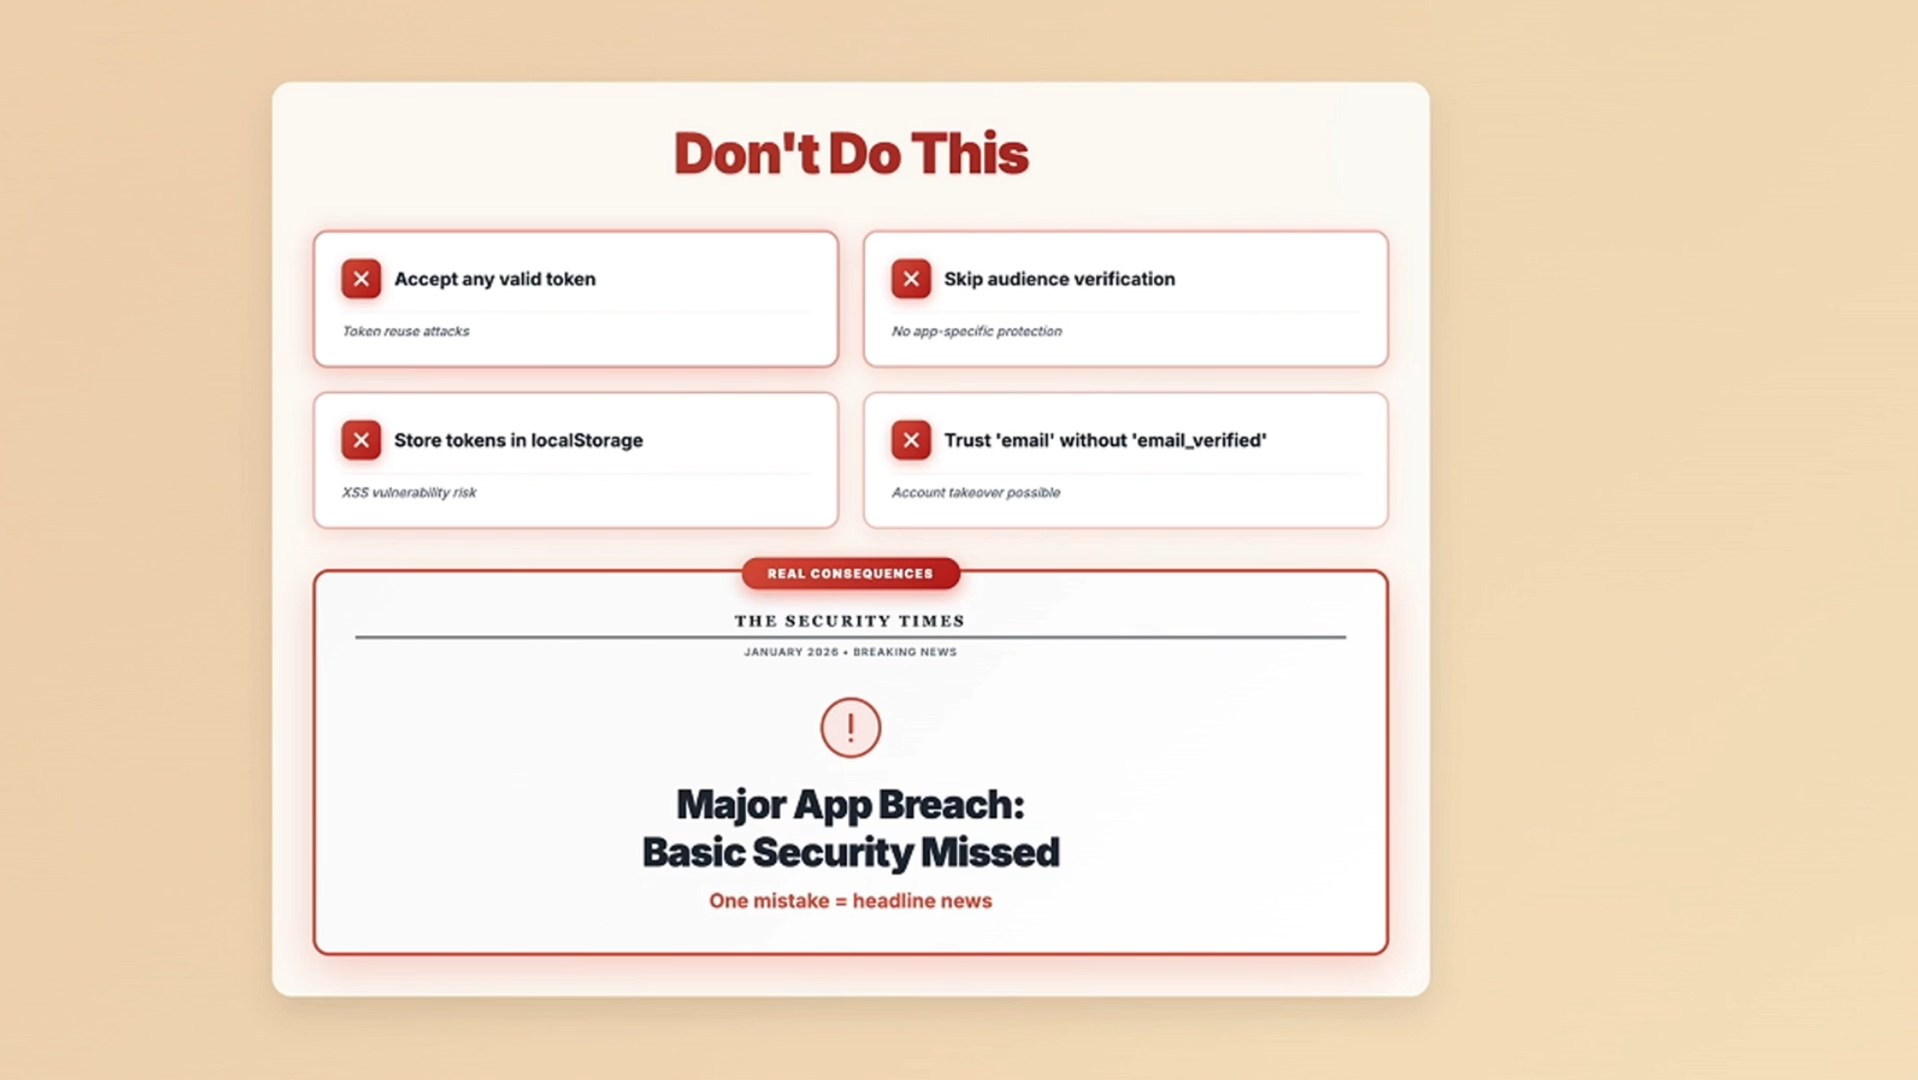 Don't Do This
Accept any valid token
Token reuse attacks
Skip audience verification
No app-specific protection
Store tokens in localStorage
XSS vulnerability risk
Trust 'email' without 'email_verified'
Account takeover possible
REAL CONSEQUENCES
THE SECURITY TIMES
JANUARY 2026 • BREAKING NEWS
!
Major App Breach:
Basic Security Missed
One mistake = headline news